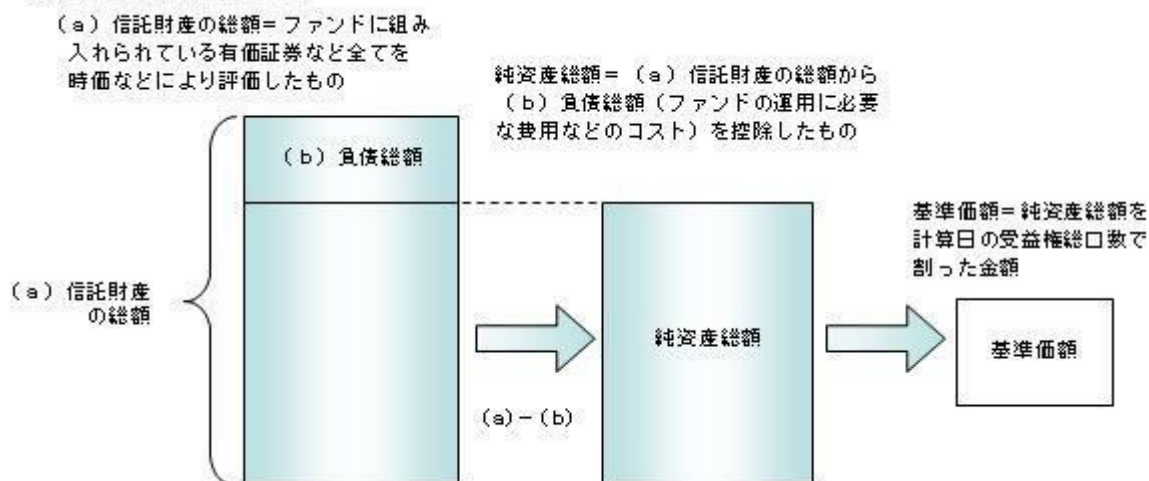 (a)信託財産の総額=ファンドに組み
入れられている有価証券など全てを
時価などにより評価したもの
純資産総額=(a)信託財産の総額から
(b)負債総額(ファンドの運用に必要
な費用などのコスト)を控除したもの
(b)負債総額
基準価額=純資産総額を
計算日の受益権総口数で
割った金額
(a)信託財産
の総額
純資産総額
基準価額
(a)-(b)